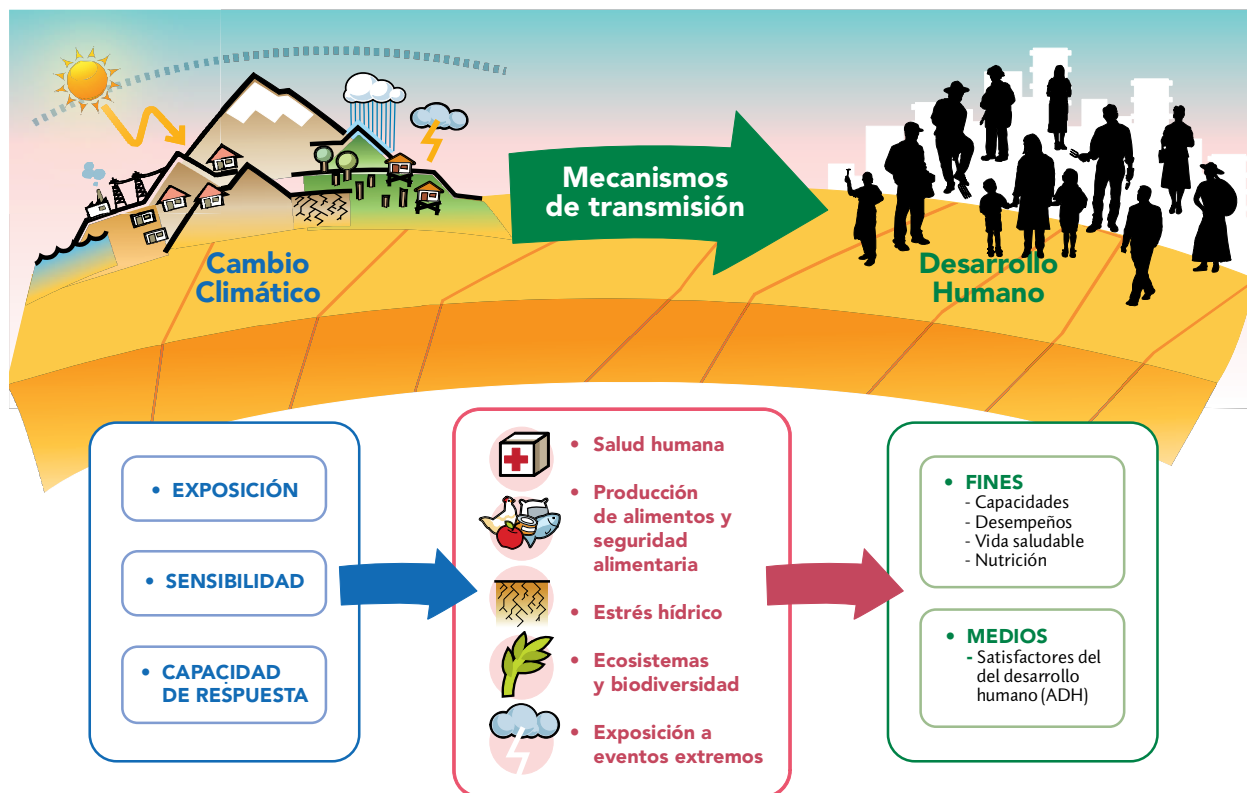 Mecanismos
de transmisión
Cambio
Climático
Desarrollo
Humano
• EXPOSICIÓN
• SENSIBILIDAD
• CAPACIDAD
DE RESPUESTA
• Salud humana
• Producción
de alimentos y
seguridad
alimentaria
• Estrés hídrico
• Ecosistemas
y biodiversidad
• Exposición a
eventos extremos
• FINES
- Capacidades
- Desempeños
- Vida saludable
- Nutrición
• MEDIOS
- Satisfactores del
del desarrollo
humano (ADH)